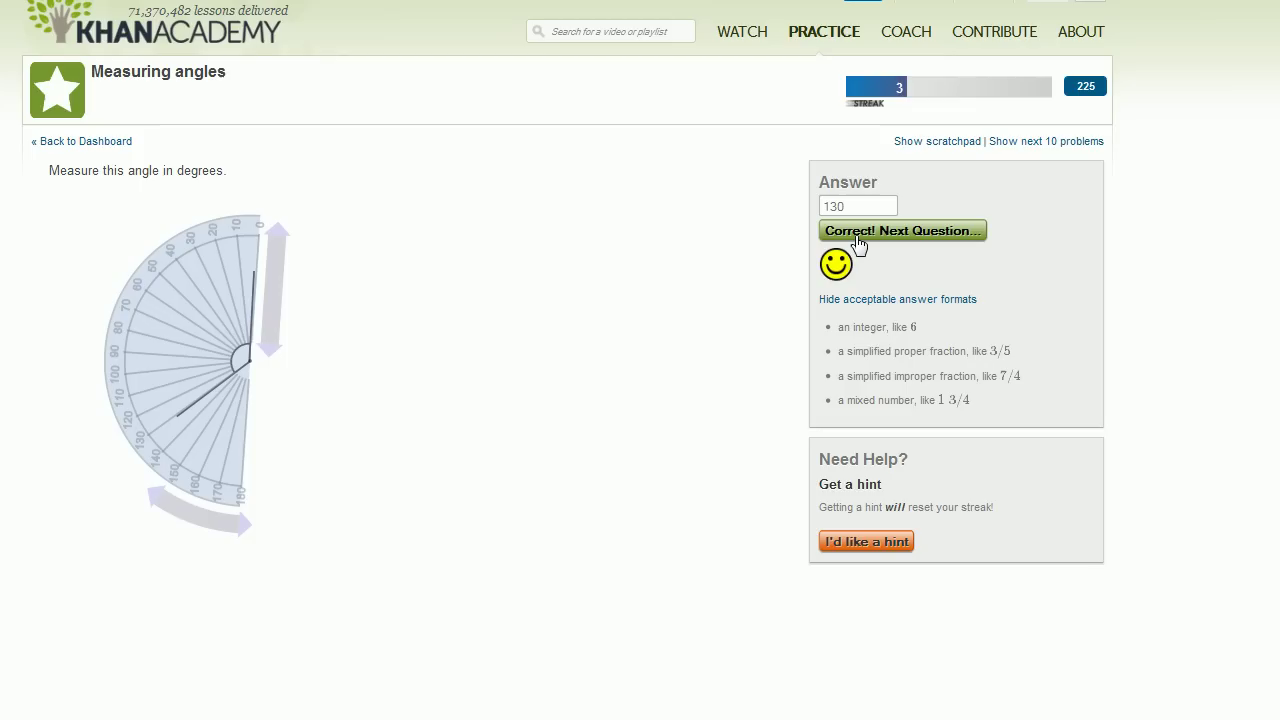 71,370,482 lessons delivered
KHANACADEMY
Search for a video or playlist
WATCH PRACTICE COACH CONTRIBUTE ABOUT
Measuring angles
3
225
STREAK
« Back to Dashboard
Show scratchpad | Show next 10 problems
Measure this angle in degrees.
0
10
20
30
40
50
60
70
80
90
100
110
120
130
140
150
160
170
180
Answer
130
Correct! Next Question...
Hide acceptable answer formats
• an integer, like 6
• a simplified proper fraction, like 3/5
• a simplified improper fraction, like 7/4
• a mixed number, like 1 3/4
Need Help?
Get a hint
Getting a hint will reset your streak!
I'd like a hint